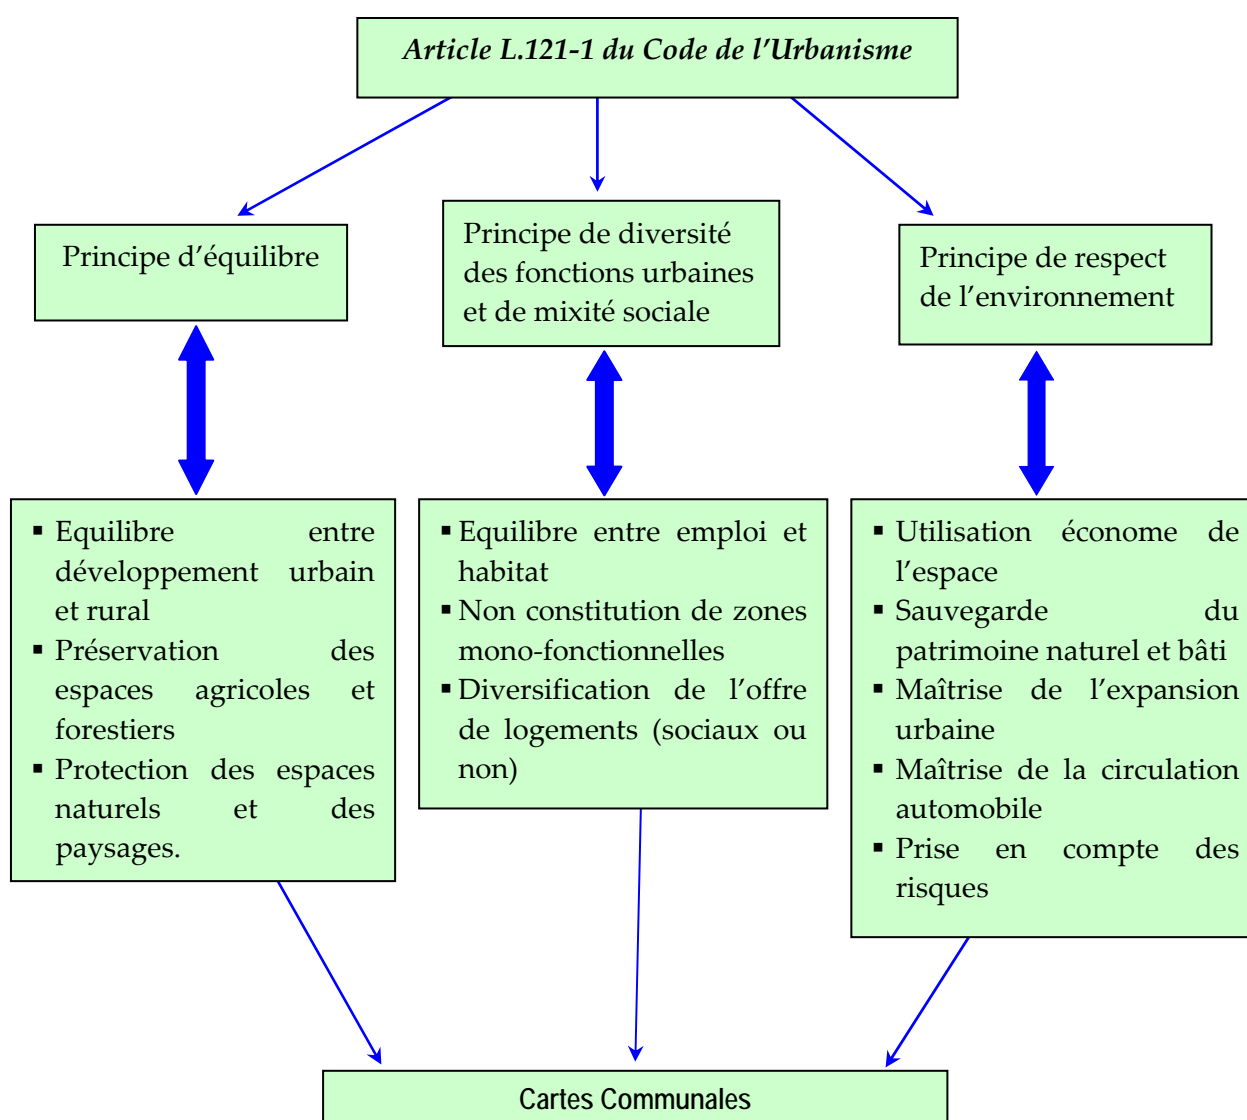 Article L.121-1 du Code de l’Urbanisme
Principe d’équilibre
Principe de diversité
des fonctions urbaines
et de mixité sociale
Principe de respect
de l’environnement
▪ Equilibre entre
développement urbain
et rural
▪ Préservation des
espaces agricoles et
forestiers
▪ Protection des espaces
naturels et des
paysages.
▪ Equilibre entre emploi et
habitat
▪ Non constitution de zones
mono-fonctionnelles
▪ Diversification de l’offre
de logements (sociaux ou
non)
▪ Utilisation économe de
l’espace
▪ Sauvegarde du
patrimoine naturel et bâti
▪ Maîtrise de l’expansion
urbaine
▪ Maîtrise de la circulation
automobile
▪ Prise en compte des
risques
Cartes Communales